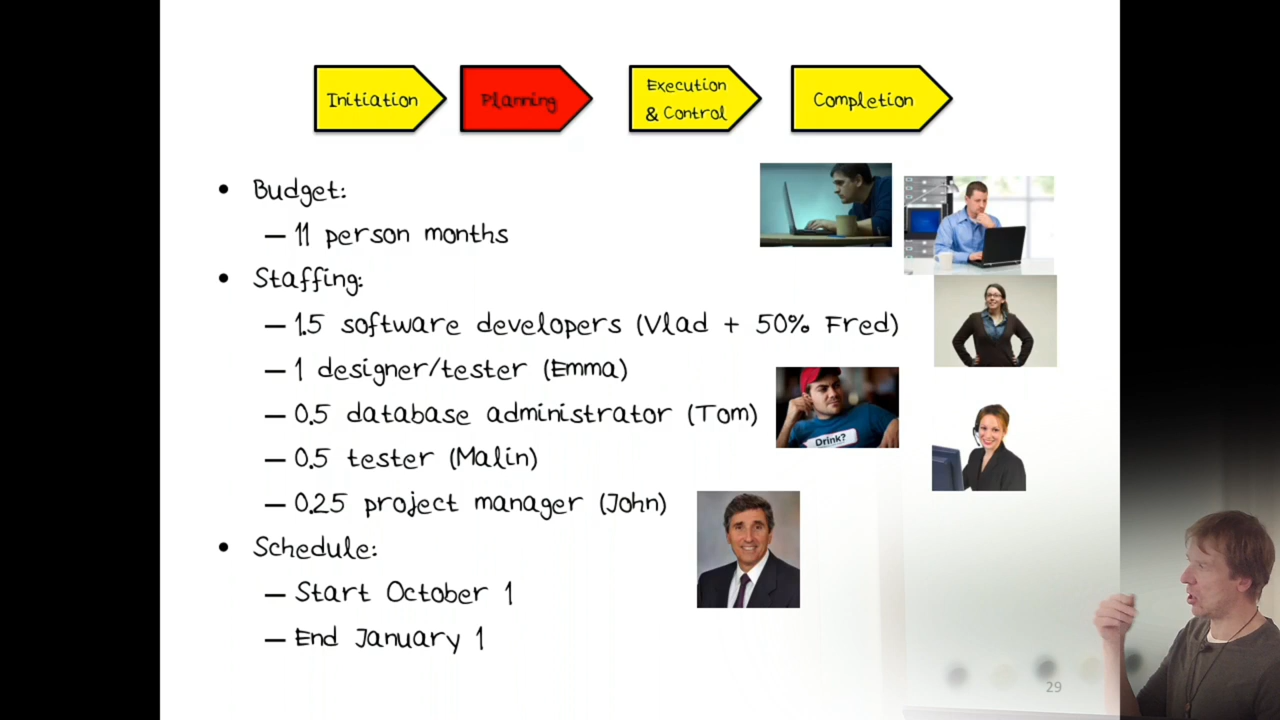 Initiation
Planning
Execution
& Control
Completion
• Budget:
– 11 person months
• Staffing:
– 1.5 software developers (Vlad + 50% Fred)
– 1 designer/tester (Emma)
– 0.5 database administrator (Tom)
Drink?
– 0.5 tester (Malin)
– 0.25 project manager (John)
• Schedule:
– Start October 1
– End January 1
29